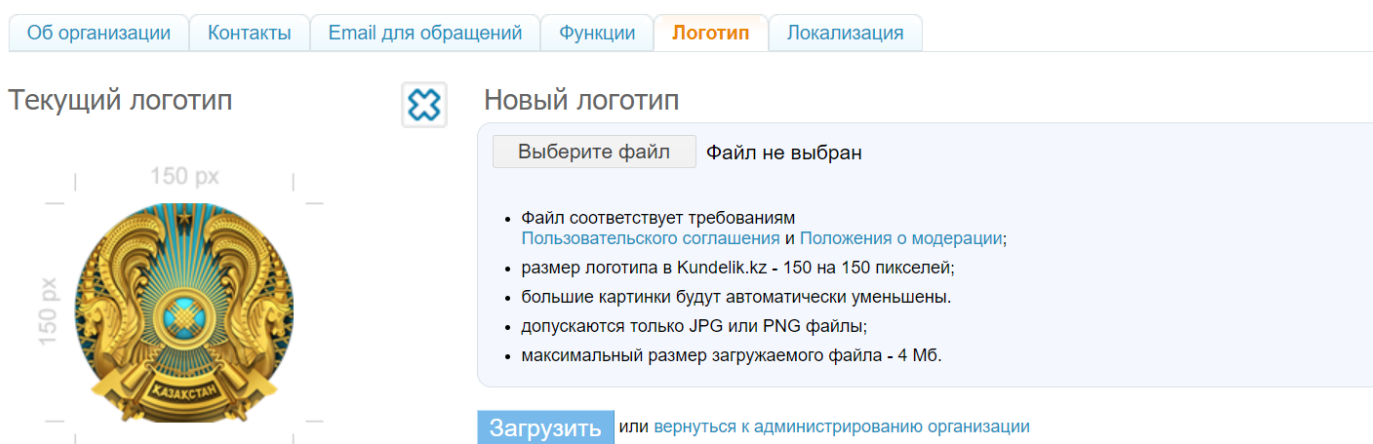 Об организации
Контакты
Email для обращений
Функции
Логотип
Локализация
Текущий логотип
150 px
150 px
ҚАЗАҚСТАН
Новый логотип
Выберите файл Файл не выбран
• Файл соответствует требованиям
Пользовательского соглашения и Положения о модерации;
• размер логотипа в Kundelik.kz - 150 на 150 пикселей;
• большие картинки будут автоматически уменьшены.
• допускаются только JPG или PNG файлы;
• максимальный размер загружаемого файла - 4 Мб.
Загрузить или вернуться к администрированию организации